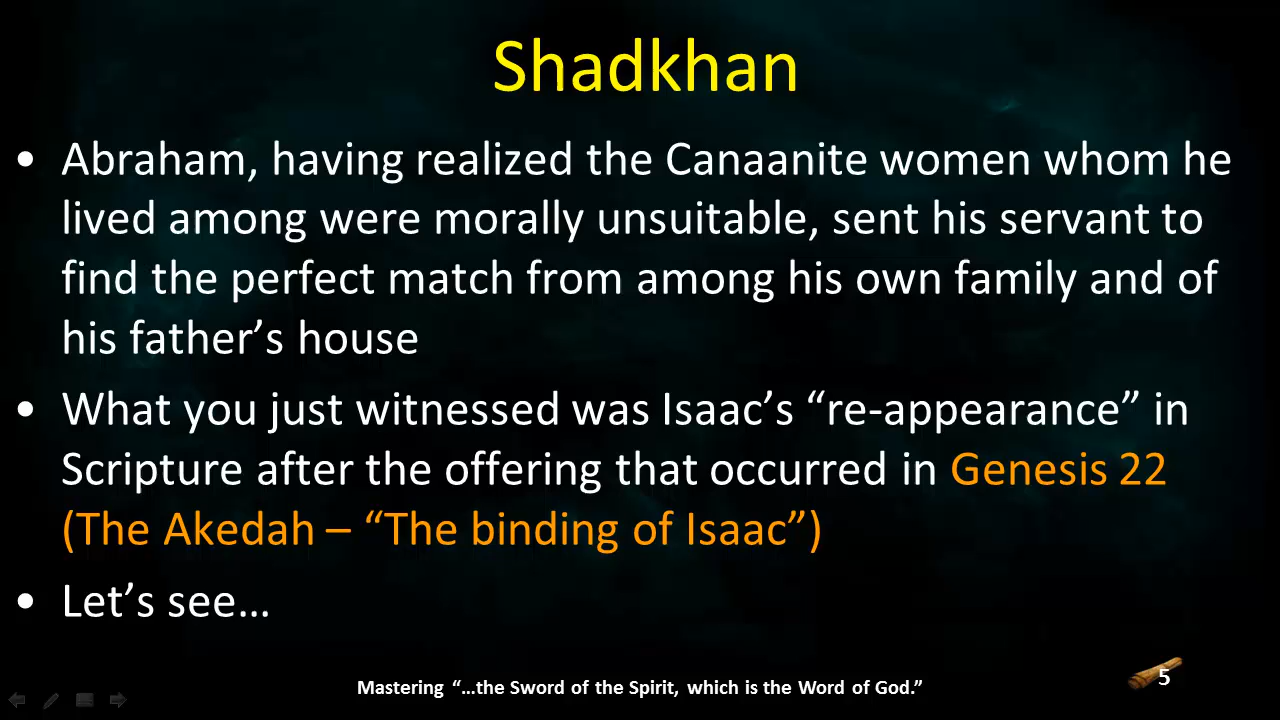 Shadkhan
• Abraham, having realized the Canaanite women whom he
lived among were morally unsuitable, sent his servant to
find the perfect match from among his own family and of
his father’s house
• What you just witnessed was Isaac’s “re-appearance” in
Scripture after the offering that occurred in Genesis 22
(The Akedah – “The binding of Isaac”)
• Let’s see…
Mastering “…the Sword of the Spirit, which is the Word of God.”
5